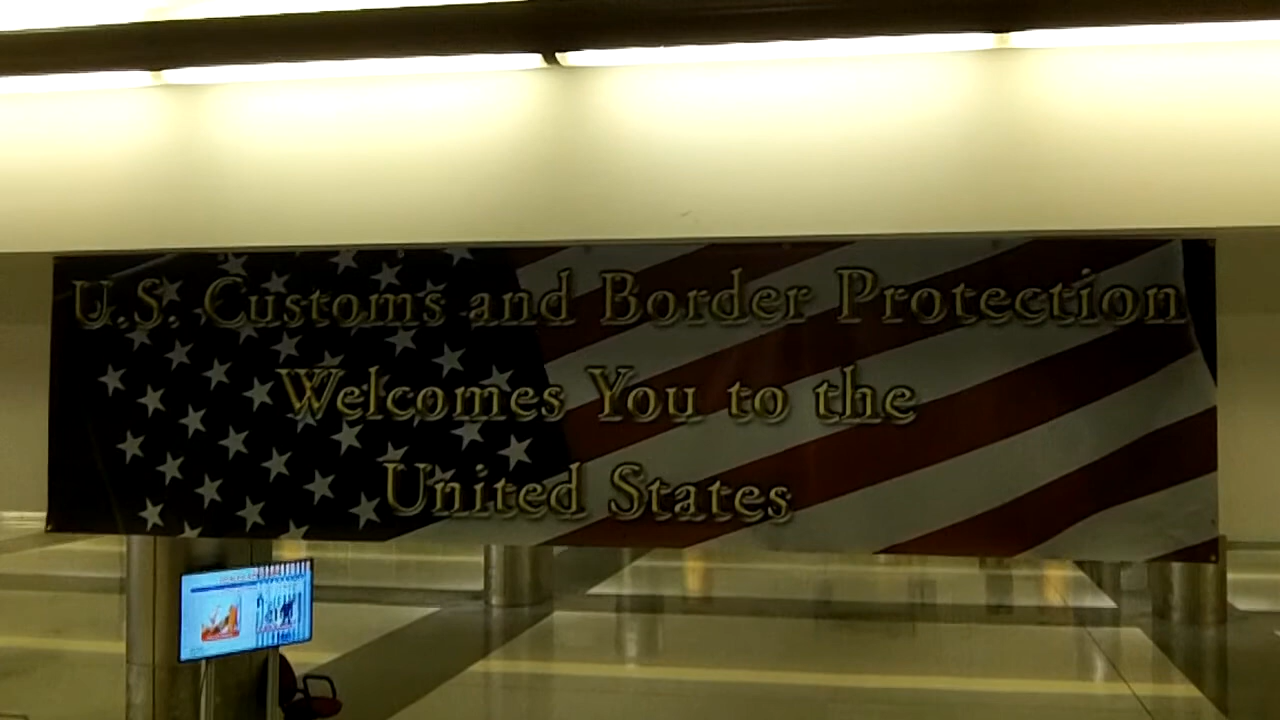 U.S. Customs and Border Protection
Welcomes You to the
United States